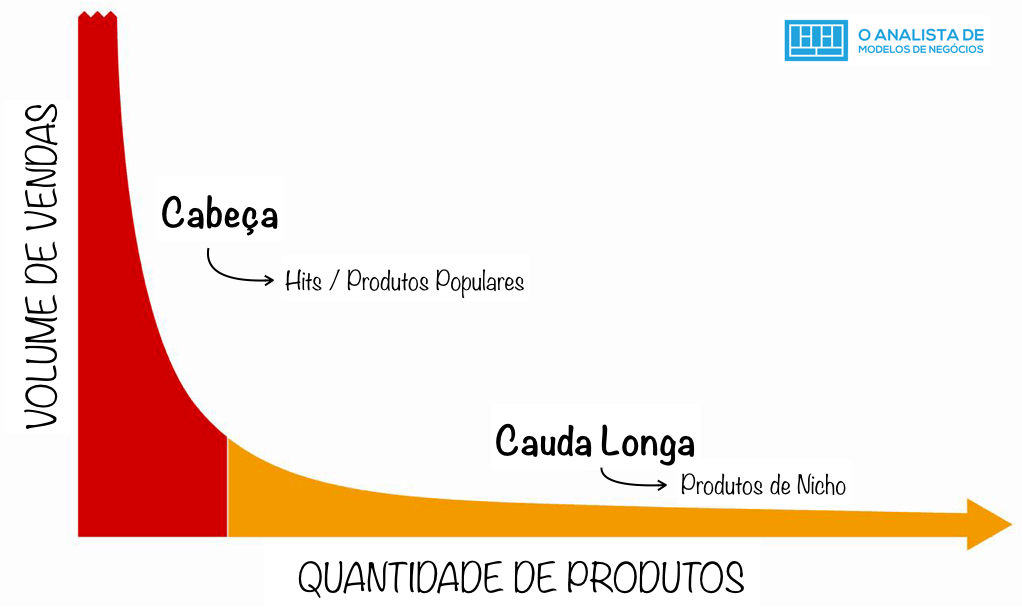 O ANALISTA DE
MODELOS DE NEGÓCIOS
VOLUME DE VENDAS
Cabeça
Hits / Produtos Populares
Cauda Longa
Produtos de Nicho
QUANTIDADE DE PRODUTOS